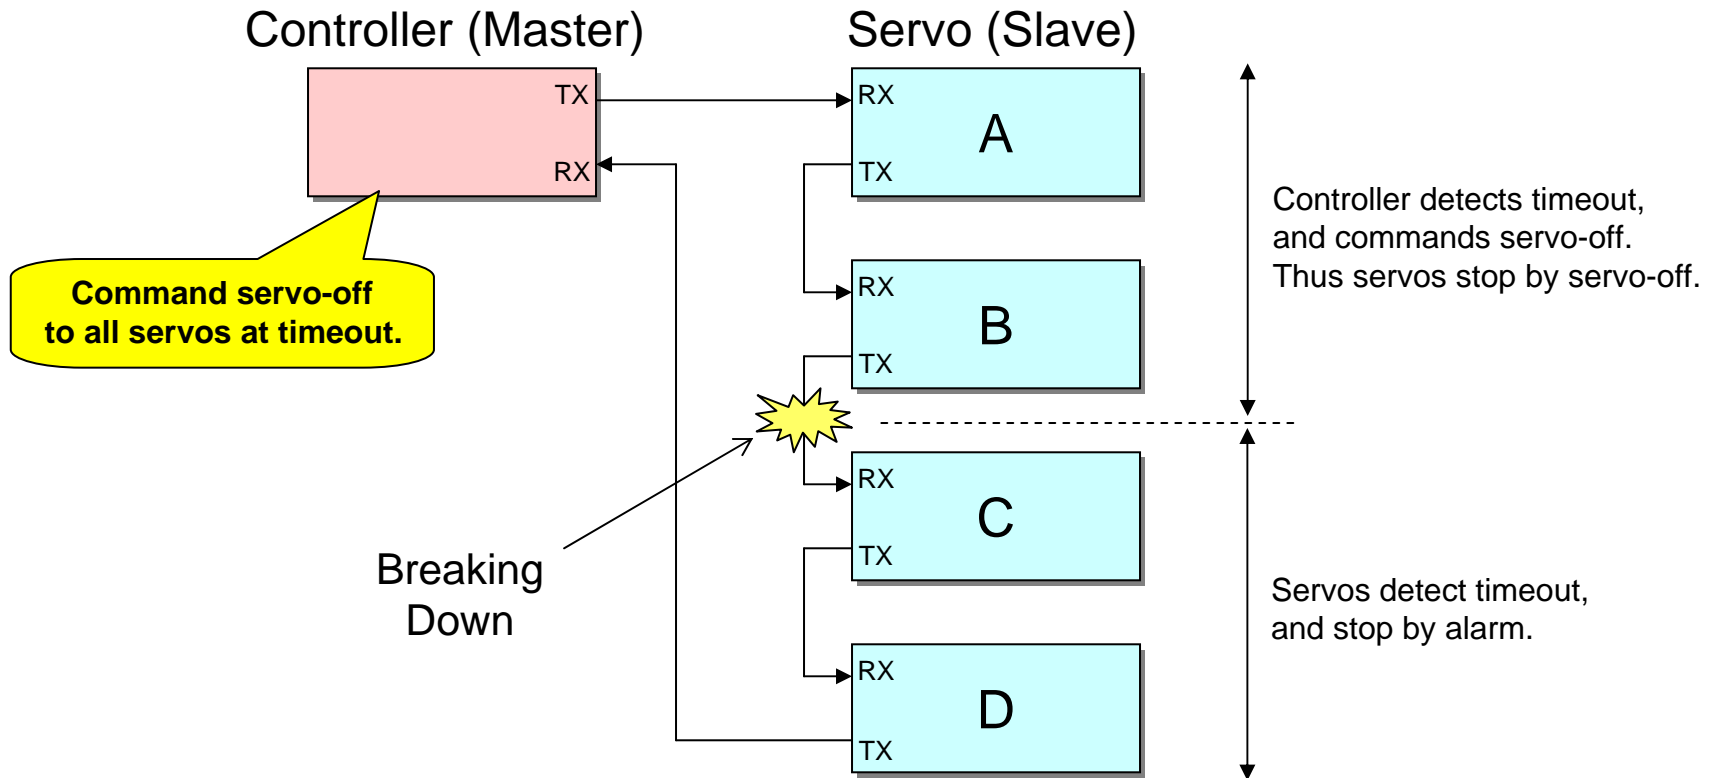 Controller (Master)
Servo (Slave)
TX
RX
RX
A
TX
Controller detects timeout,
and commands servo-off.
Thus servos stop by servo-off.
Command servo-off
to all servos at timeout.
RX
B
TX
RX
C
TX
Breaking
Down
Servos detect timeout,
and stop by alarm.
RX
D
TX